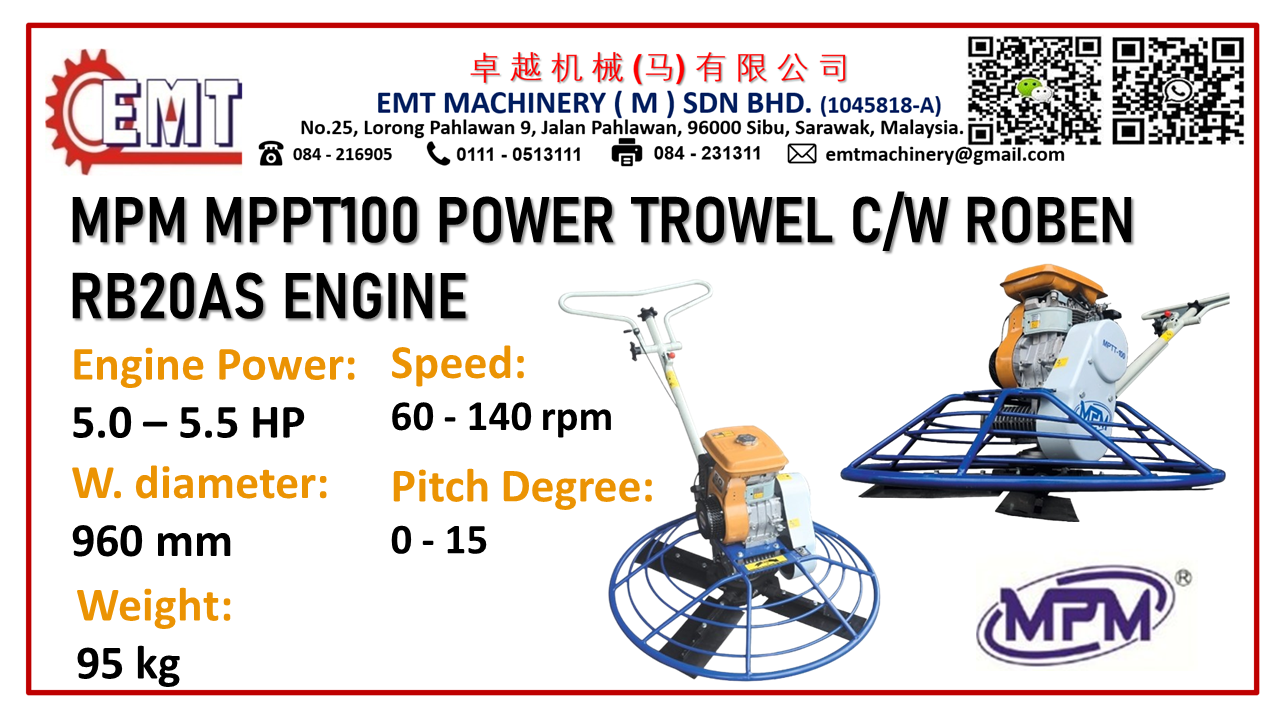 EMT
卓越机械(马)有限公司
EMT MACHINERY ( M ) SDN BHD. (1045818-A)
No.25, Lorong Pahlawan 9, Jalan Pahlawan, 96000 Sibu, Sarawak, Malaysia.
084 - 216905 0111 - 0513111 084 - 231311 emtmachinery@gmail.com
MPM MPPT100 POWER TROWEL C/W ROBEN
RB20AS ENGINE
Engine Power: Speed:
5.0 – 5.5 HP 60 - 140 rpm
W. diameter: Pitch Degree:
960 mm 0 - 15
Weight:
95 kg
MPTT-100
MPM
MPM ®